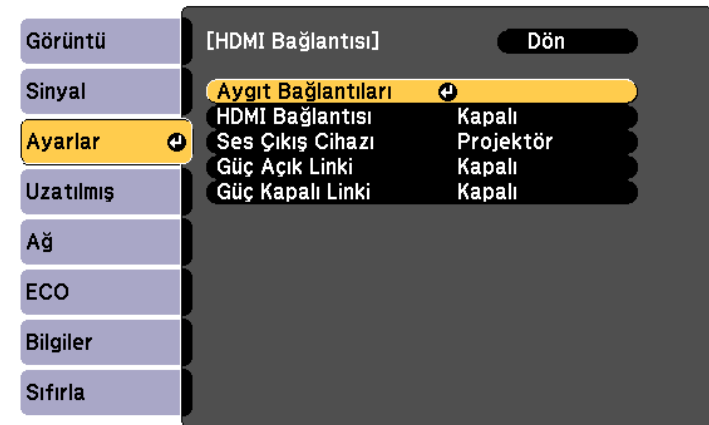 Görüntü
Sinyal
Ayarlar
Uzatılmış
Ağ
ECO
Bilgiler
Sıfırla
[HDMI Bağlantısı] Dön
Aygıt Bağlantıları
HDMI Bağlantısı Kapalı
Ses Çıkış Cihazı Projektör
Güç Açık Linki Kapalı
Güç Kapalı Linki Kapalı